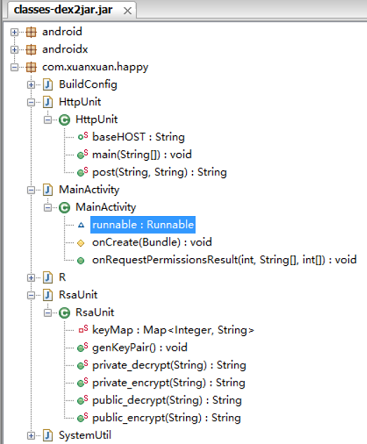 classes-dex2jar.jar
android
androidx
com.xuanxuan.happy
BuildConfig
HttpUnit
HttpUnit
baseHOST : String
main(String[]) : void
post(String, String) : String
MainActivity
MainActivity
runnable : Runnable
onCreate(Bundle) : void
onRequestPermissionsResult(int, String[], int[]) : void
R
RsaUnit
RsaUnit
keyMap : Map<Integer, String>
genKeyPair() : void
private_decrypt(String) : String
private_encrypt(String) : String
public_decrypt(String) : String
public_encrypt(String) : String
SystemUtil